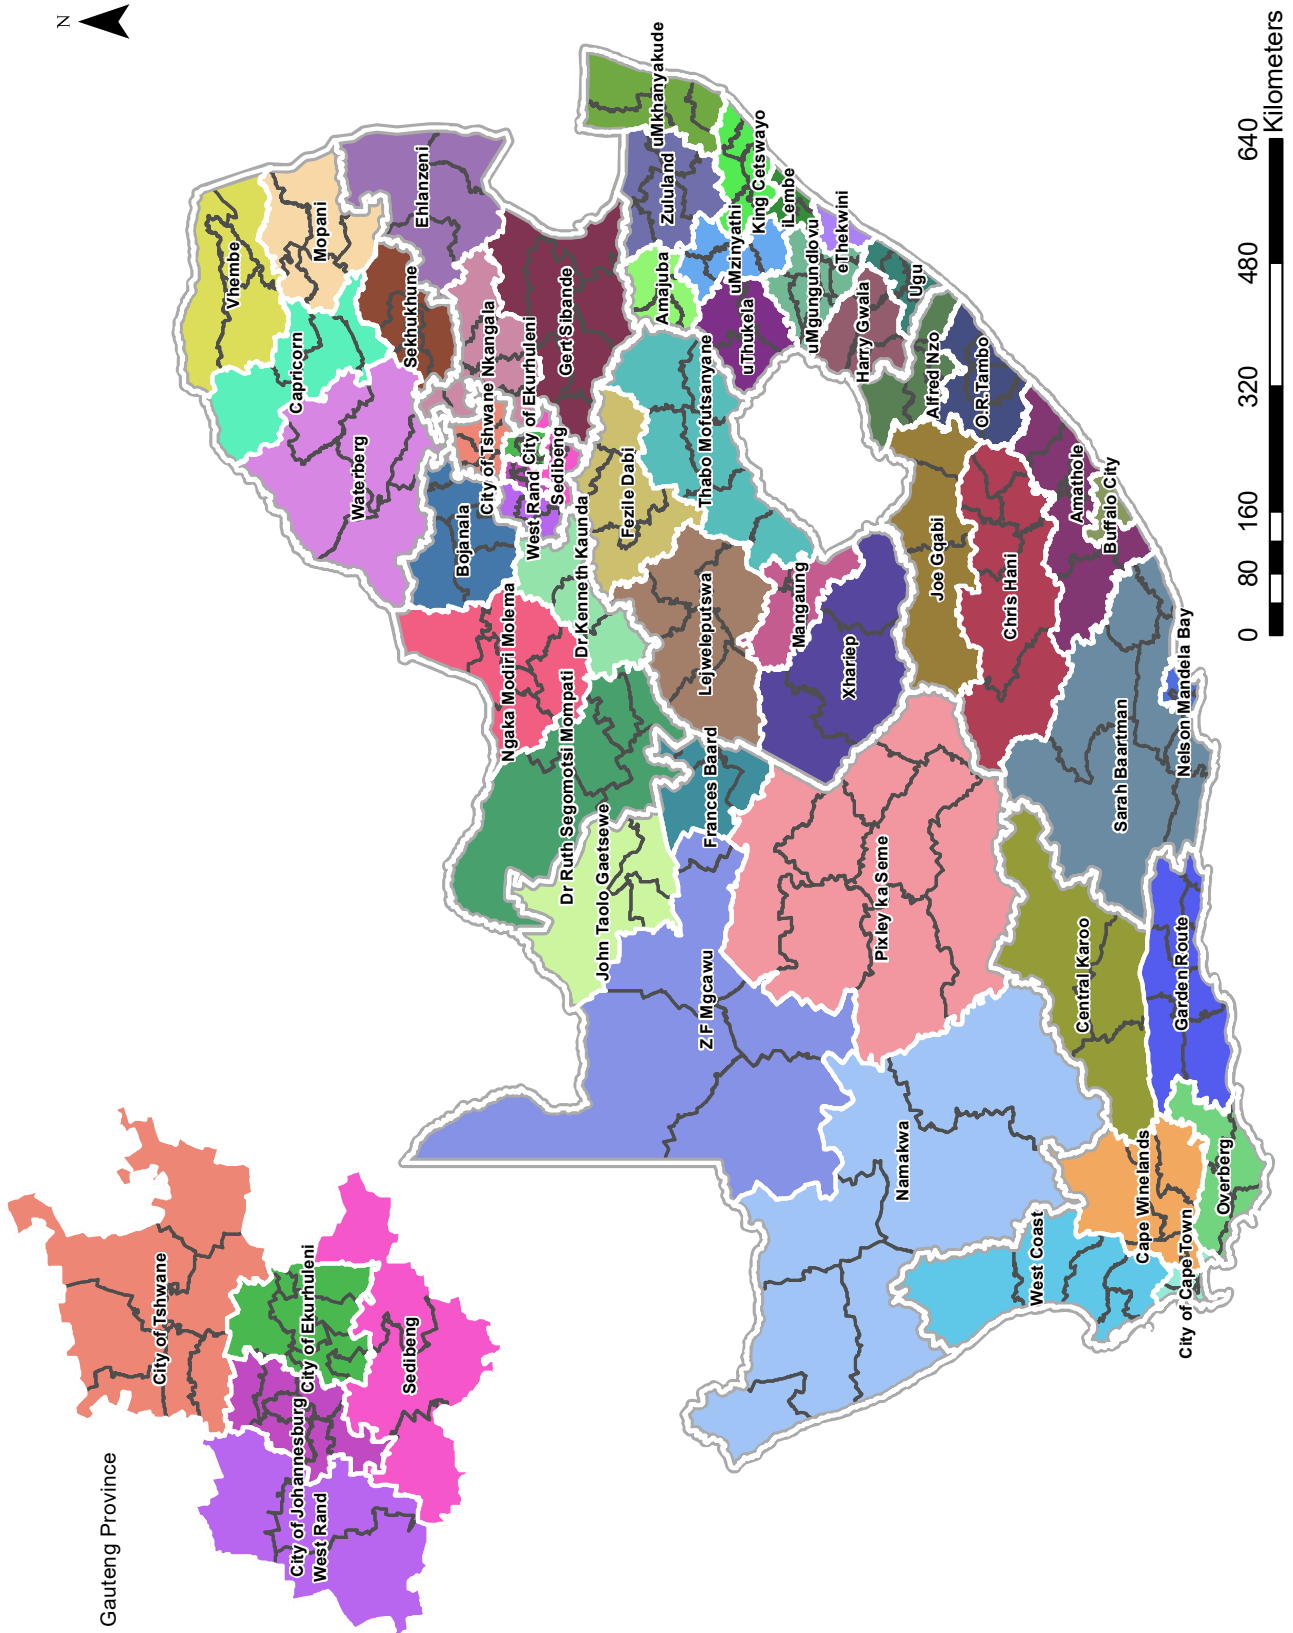 Gauteng Province
City of Tshwane
City of Johannesburg
City of Ekurhuleni
West Rand
Sedibeng
N
Vhembe
Mopani
Capricorn
Waterberg
Sekhukhune
Ehlanzeni
Bojanala
City of Tshwane
Nkangala
Ngaka Modiri Molema
West Rand
City of Ekurhuleni
Sedibeng
Gert Sibande
Dr Ruth Segomotsi Mompati
Dr Kenneth Kaunda
John Taolo Gaetsewe
Fezile Dabi
Amajuba
Zululand
uMkhanyakude
Z F Mgcawu
Frances Baard
Lejweleputswa
Thabo Mofutsanyane
uThukela
uMzinyathi
King Cetswayo
iLembe
Mangaung
uMgungundlovu
eThekwini
Xhariep
Harry Gwala
Ugu
Pixley ka Seme
Namakwa
Joe Gqabi
Alfred Nzo
O.R.Tambo
Chris Hani
Amathole
Buffalo City
West Coast
Central Karoo
Sarah Baartman
Cape Winelands
City of Cape Town
Overberg
Garden Route
Nelson Mandela Bay
0 80 160 320 480 640
Kilometers